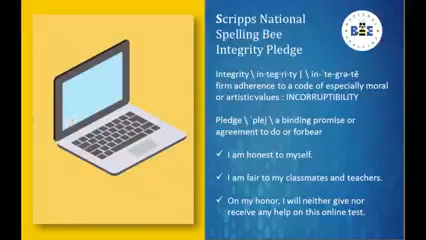 Scripps National
Spelling Bee
Integrity Pledge
NATIONAL
BEE
SPELLING
Integrity \ in·teg·ri·ty | \ in-ˈte-grə-tē
firm adherence to a code of especially moral
or artistic values : INCORRUPTIBILITY
Pledge \ ˈplej \ a binding promise or
agreement to do or forbear
✓ I am honest to myself.
✓ I am fair to my classmates and teachers.
✓ On my honor, I will neither give nor
receive any help on this online test.